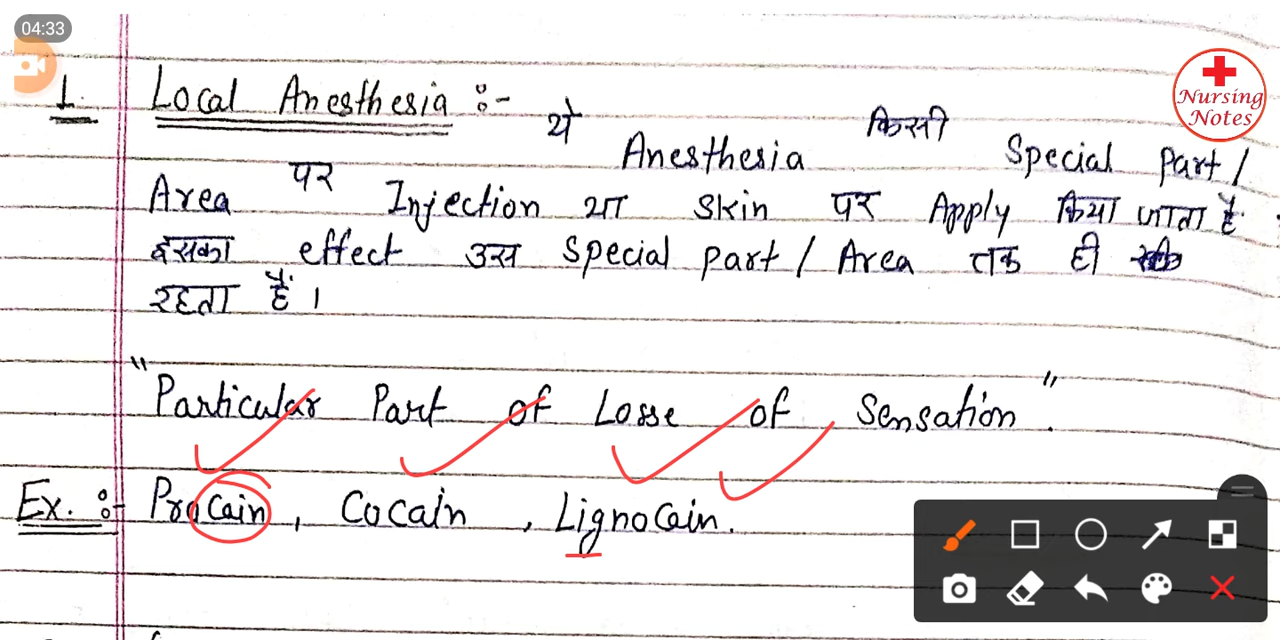 04:33
Nursing
Notes
1. Local Anesthesia :-
ये Anesthesia किसी Special Part/
Area पर Injection या Skin पर Apply किया जाता है.
इसका effect उस Special part/Area तक ही
रहता है।
"Particular Part of Losse of Sensation".
Ex. :- Procain, Cocain, Lignocain.